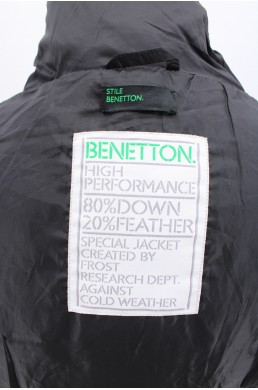 STILE
BENETTON.
BENETTON.
HIGH
PERFORMANCE
80%DOWN
20%FEATHER
SPECIAL JACKET
CREATED BY
FROST
RESEARCH DEPT.
AGAINST
COLD WEATHER